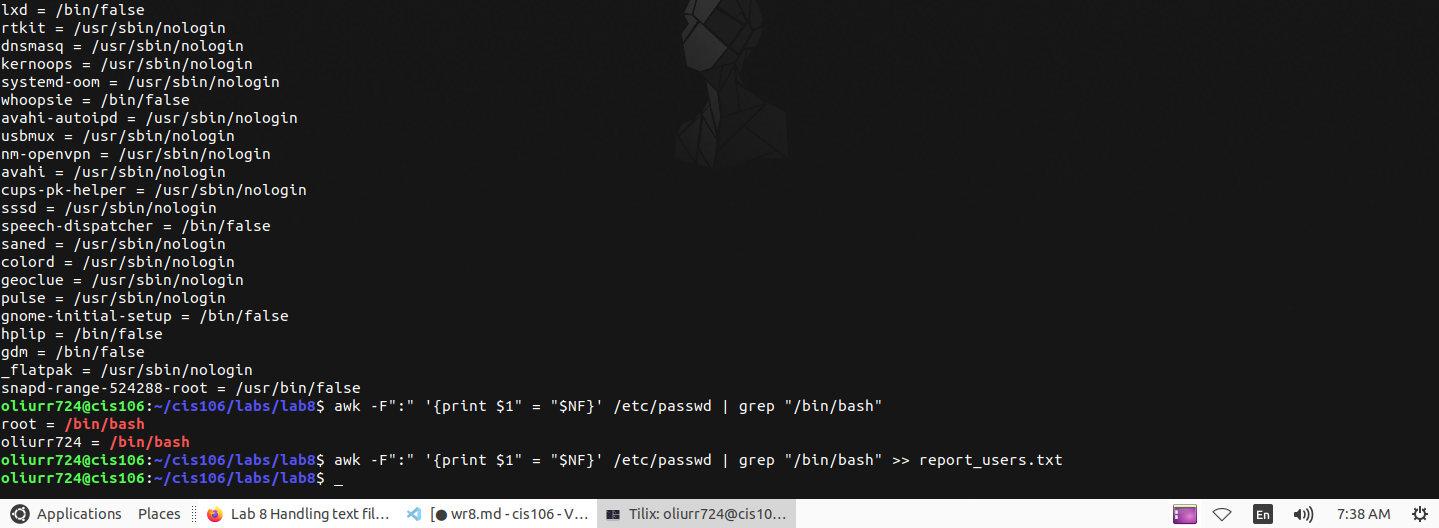 lxd = /bin/false
rtkit = /usr/sbin/nologin
dnsmasq = /usr/sbin/nologin
kernoops = /usr/sbin/nologin
systemd-oom = /usr/sbin/nologin
whoopsie = /bin/false
avahi-autoipd = /usr/sbin/nologin
usbmux = /usr/sbin/nologin
nm-openvpn = /usr/sbin/nologin
avahi = /usr/sbin/nologin
cups-pk-helper = /usr/sbin/nologin
sssd = /usr/sbin/nologin
speech-dispatcher = /bin/false
saned = /usr/sbin/nologin
colord = /usr/sbin/nologin
geoclue = /usr/sbin/nologin
pulse = /usr/sbin/nologin
gnome-initial-setup = /bin/false
hplip = /bin/false
gdm = /bin/false
_flatpak = /usr/sbin/nologin
snapd-range-524288-root = /usr/bin/false
oliurr724@cis106:~/cis106/labs/lab8$ awk -F":" '{print $1" = "$NF}' /etc/passwd | grep "/bin/bash"
root = /bin/bash
oliurr724 = /bin/bash
oliurr724@cis106:~/cis106/labs/lab8$ awk -F":" '{print $1" = "$NF}' /etc/passwd | grep "/bin/bash" >> report_users.txt
oliurr724@cis106:~/cis106/labs/lab8$ _
Applications Places Lab 8 Handling text fil... [● wr8.md - cis106 - V... Tilix: oliurr724@cis10... En 7:38 AM